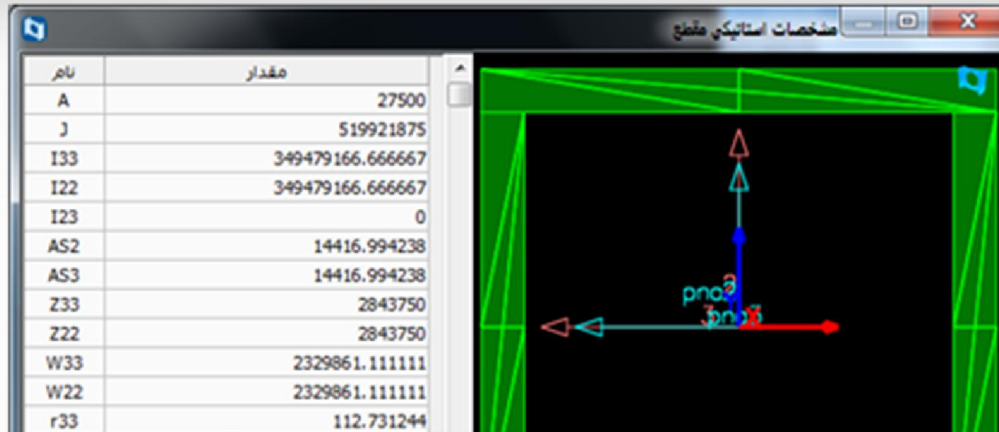 مشخصات استاتیکی مقطع
نام مقدار
A 27500
J 519921875
I33 349479166.666667
I22 349479166.666667
I23 0
AS2 14416.994238
AS3 14416.994238
Z33 2843750
Z22 2843750
W33 2329861.111111
W22 2329861.111111
r33 112.731244